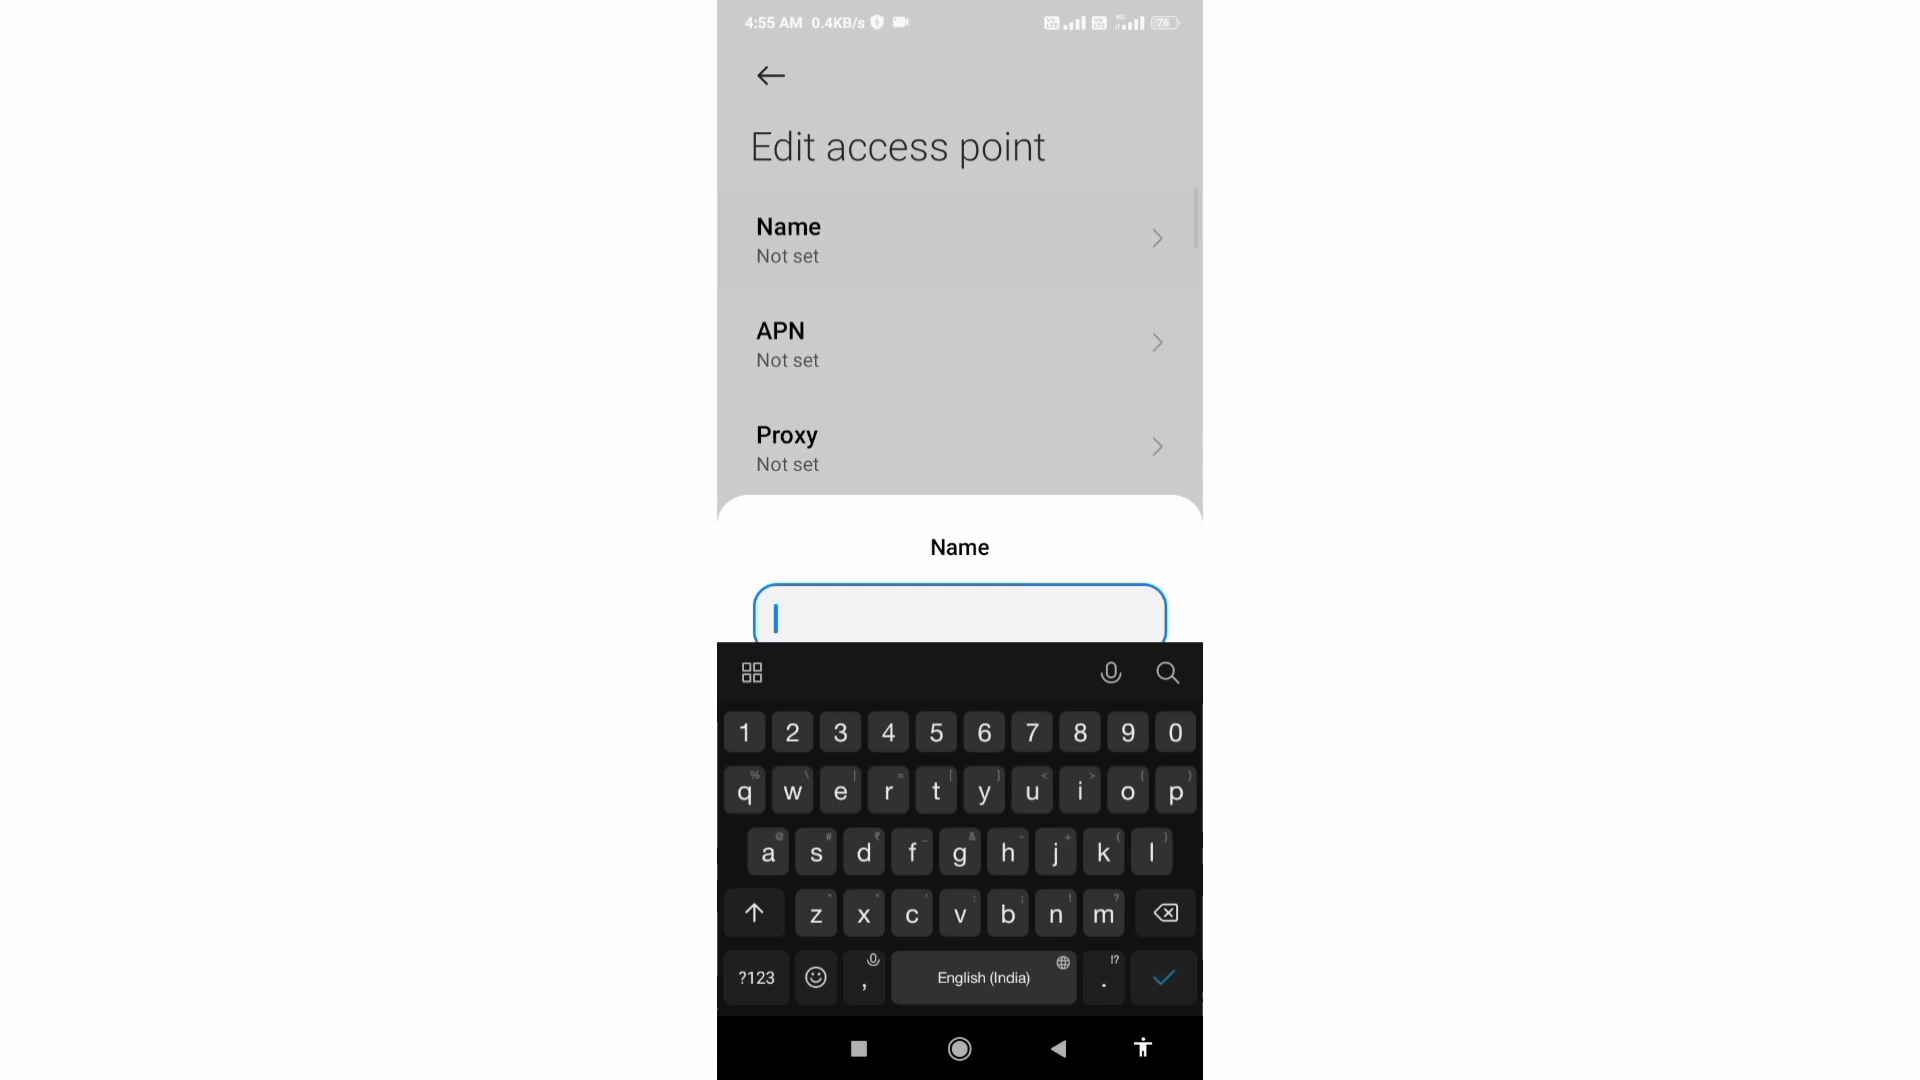 4:55 AM 0.4KB/s 76
Edit access point
Name
Not set
APN
Not set
Proxy
Not set
Name
1 2 3 4 5 6 7 8 9 0
q w e r t y u i o p
a s d f g h j k l
z x c v b n m
?123 , English (India) . !?